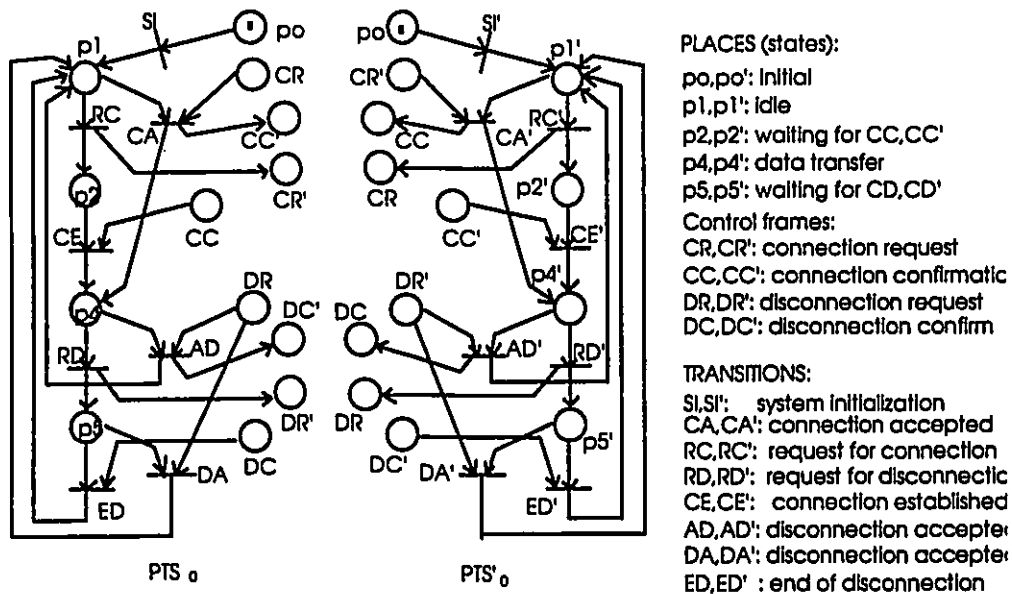 SI
po
p1
CR
RC
CA
CC'
CR'
p2
CE
CC
p4
DR
DC'
RD
AD
DR'
p5
DC
DA
ED
PTS o
po'
SI'
p1'
CR'
CC
CA'
RC'
CR
p2'
CC'
CE'
p4'
DR'
DC
AD'
RD'
DR
DC'
p5'
DA'
ED'
PTS' o
PLACES (states):
po,po': initial
p1,p1': idle
p2,p2': waiting for CC,CC'
p4,p4': data transfer
p5,p5': waiting for CD,CD'
Control frames:
CR,CR': connection request
CC,CC': connection confirmatic
DR,DR': disconnection request
DC,DC': disconnection confirm
TRANSITIONS:
SI,SI': system initialization
CA,CA': connection accepted
RC,RC': request for connection
RD,RD': request for disconnectic
CE,CE': connection established
AD,AD': disconnection accepte
DA,DA': disconnection accepte
ED,ED' : end of disconnection